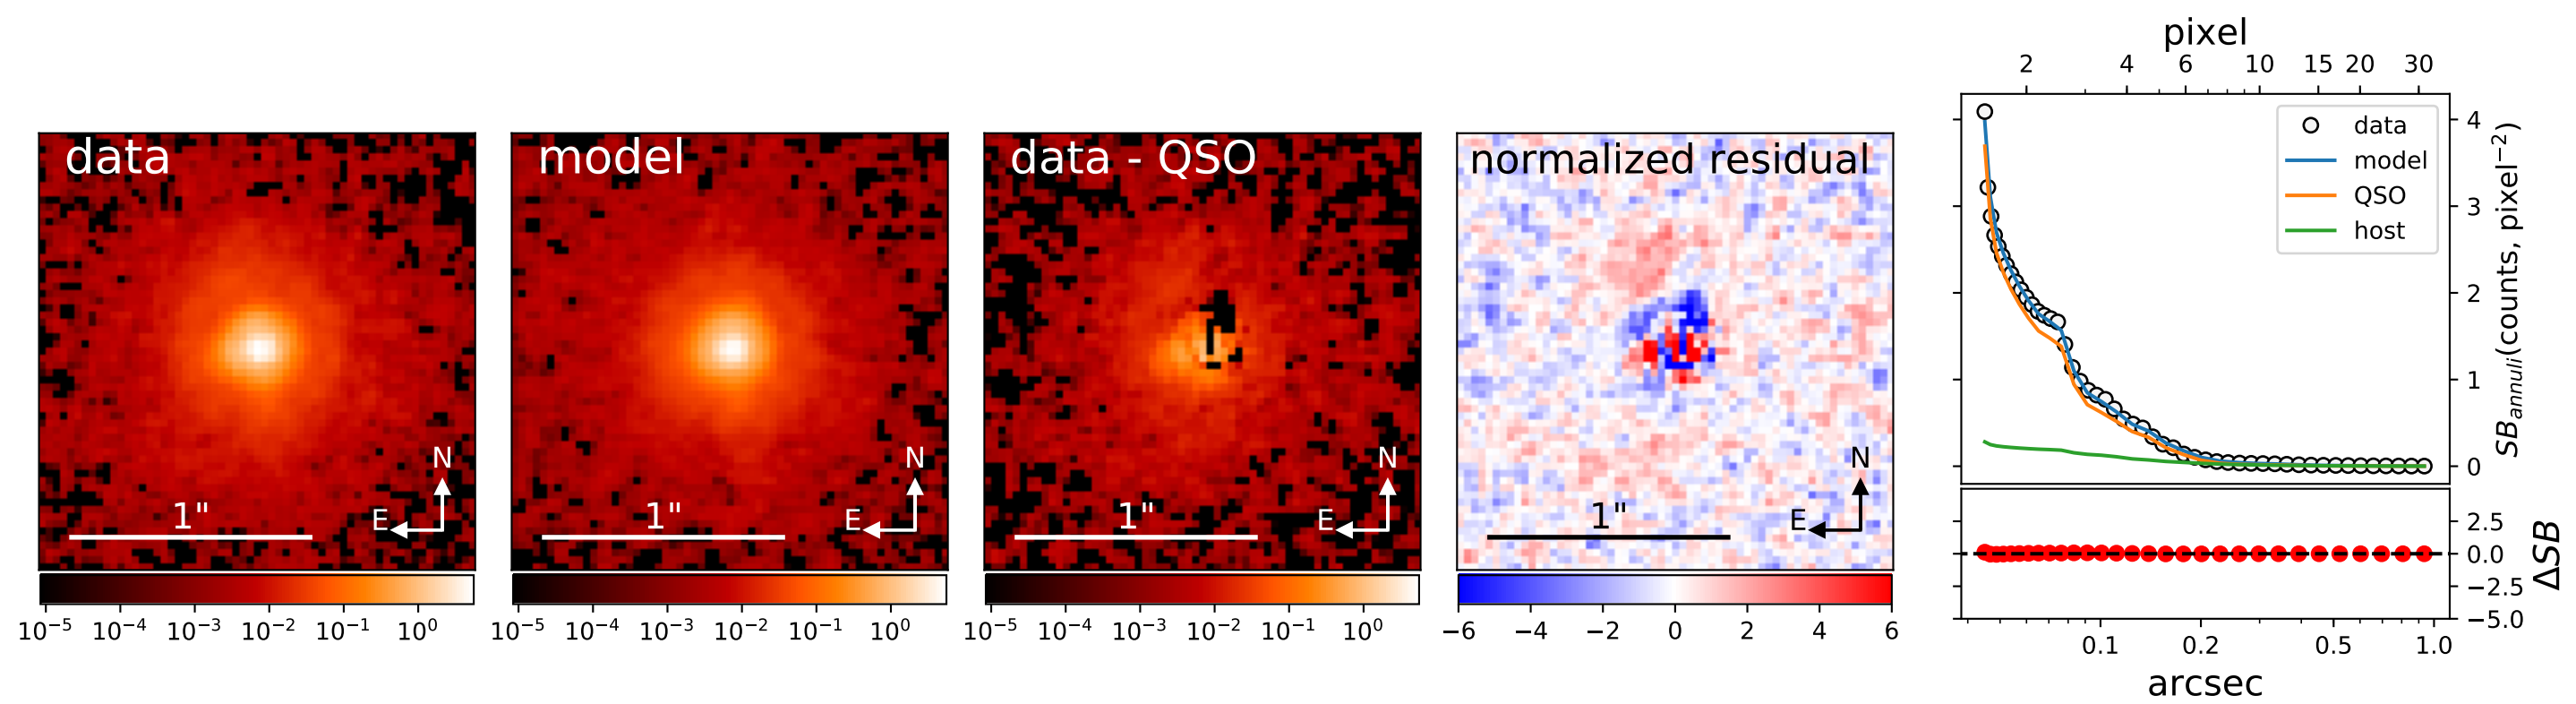 data
N
E
1"
10⁻⁵ 10⁻⁴ 10⁻³ 10⁻² 10⁻¹ 10⁰
model
N
E
1"
10⁻⁵ 10⁻⁴ 10⁻³ 10⁻² 10⁻¹ 10⁰
data - QSO
N
E
1"
10⁻⁵ 10⁻⁴ 10⁻³ 10⁻² 10⁻¹ 10⁰
normalized residual
N
E
1"
−6 −4 −2 0 2 4 6
pixel
2 4 6 10 15 20 30
data
model
QSO
host
4
3
2
1
0
SB_annuli(counts, pixel⁻²)
2.5
0.0
−2.5
−5.0
ΔSB
0.1 0.2 0.5 1.0
arcsec